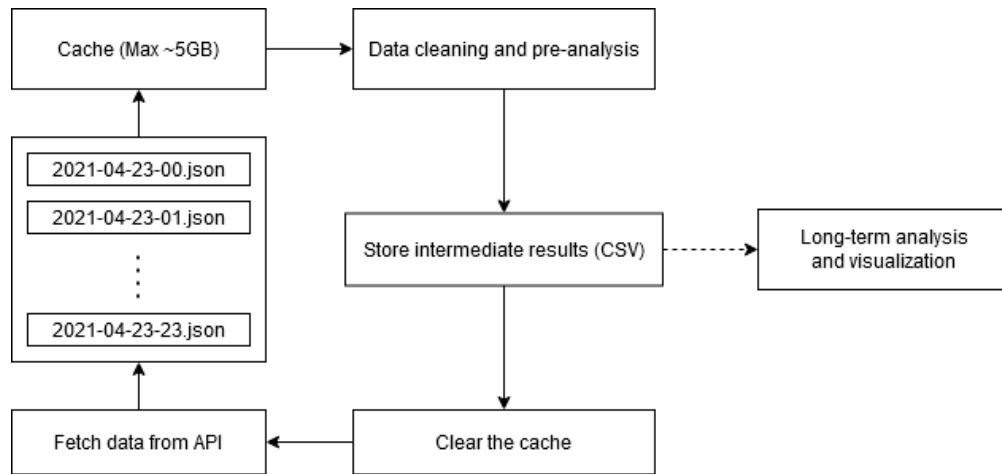 Cache (Max ~5GB)
Data cleaning and pre-analysis
2021-04-23-00.json
2021-04-23-01.json
2021-04-23-23.json
Store intermediate results (CSV)
Long-term analysis
and visualization
Fetch data from API
Clear the cache